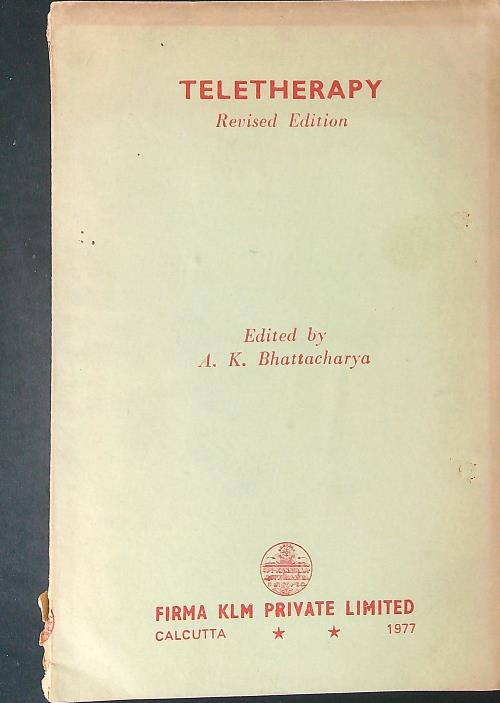 TELETHERAPY
Revised Edition
Edited by
A. K. Bhattacharya
FIRMA KLM PRIVATE LIMITED
CALCUTTA ★ ★ 1977